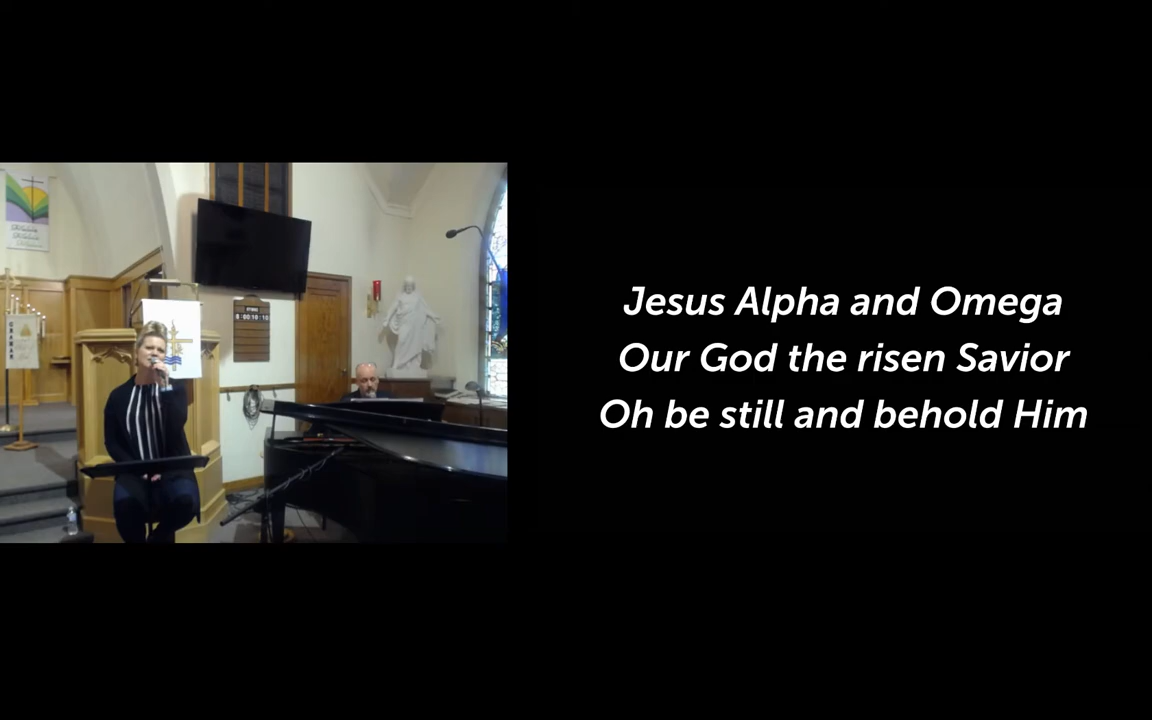 Jesus Alpha and Omega
Our God the risen Savior
Oh be still and behold Him